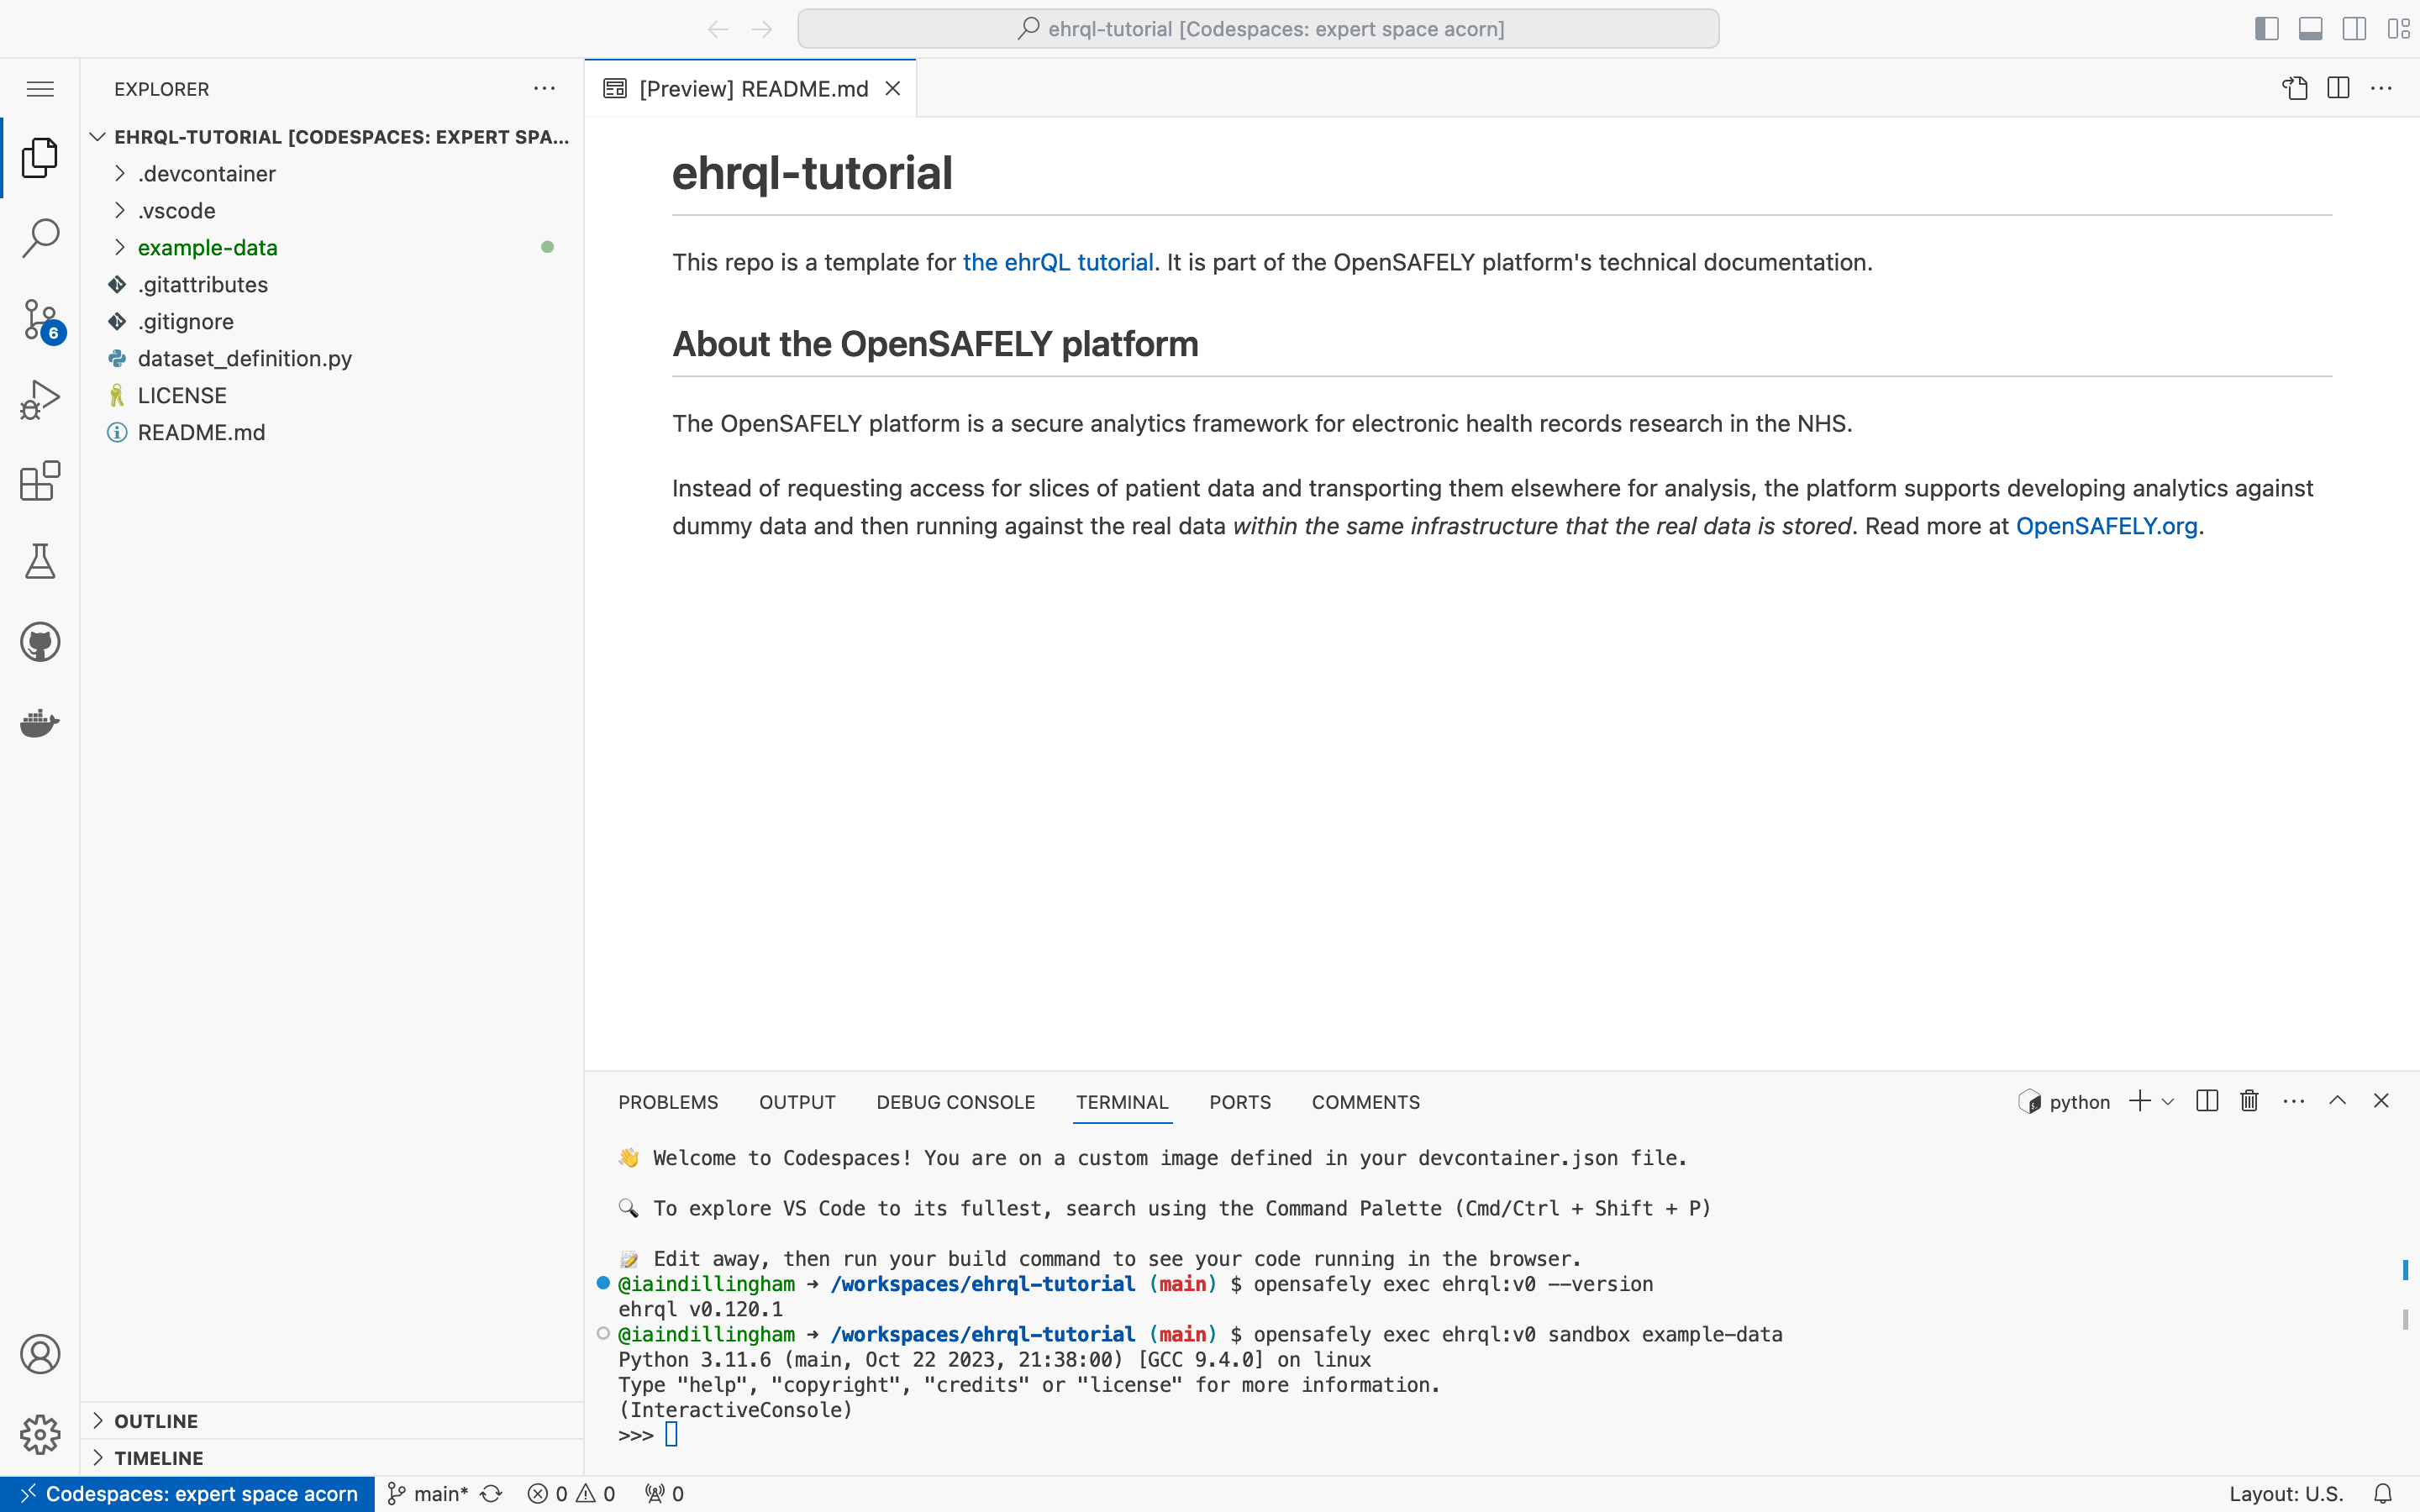 ehrql-tutorial [Codespaces: expert space acorn]
EXPLORER
EHRQL-TUTORIAL [CODESPACES: EXPERT SPA...
.devcontainer
.vscode
example-data
.gitattributes
.gitignore
dataset_definition.py
LICENSE
README.md
6
OUTLINE
TIMELINE
[Preview] README.md
ehrql-tutorial
This repo is a template for the ehrQL tutorial. It is part of the OpenSAFELY platform's technical documentation.
About the OpenSAFELY platform
The OpenSAFELY platform is a secure analytics framework for electronic health records research in the NHS.
Instead of requesting access for slices of patient data and transporting them elsewhere for analysis, the platform supports developing analytics against
dummy data and then running against the real data within the same infrastructure that the real data is stored. Read more at OpenSAFELY.org.
PROBLEMS OUTPUT DEBUG CONSOLE TERMINAL PORTS COMMENTS
python
👋 Welcome to Codespaces! You are on a custom image defined in your devcontainer.json file.
🔍 To explore VS Code to its fullest, search using the Command Palette (Cmd/Ctrl + Shift + P)
📝 Edit away, then run your build command to see your code running in the browser.
@iaindillingham ➜ /workspaces/ehrql-tutorial (main) $ opensafely exec ehrql:v0 --version
ehrql v0.120.1
@iaindillingham ➜ /workspaces/ehrql-tutorial (main) $ opensafely exec ehrql:v0 sandbox example-data
Python 3.11.6 (main, Oct 22 2023, 21:38:00) [GCC 9.4.0] on linux
Type "help", "copyright", "credits" or "license" for more information.
(InteractiveConsole)
>>>
Codespaces: expert space acorn main* 0 0 0 Layout: U.S.